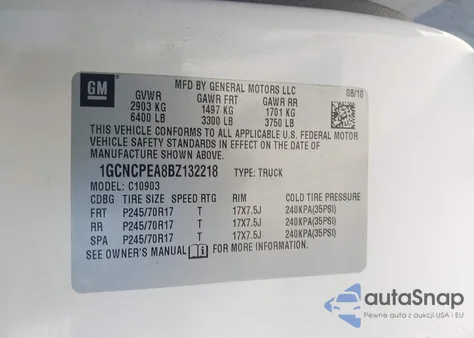 GM
MFD BY GENERAL MOTORS LLC
08/10
GVWR GAWR FRT GAWR RR
2903 KG 1497 KG 1701 KG
6400 LB 3300 LB 3750 LB
THIS VEHICLE CONFORMS TO ALL APPLICABLE U.S. FEDERAL MOTOR
VEHICLE SAFETY STANDARDS IN EFFECT ON THE DATE OF
MANUFACTURE SHOWN ABOVE.
1GCNCPEA8BZ132218 TYPE: TRUCK
MODEL: C10903
CDBG TIRE SIZE SPEED RTG RIM COLD TIRE PRESSURE
FRT P245/70R17 T 17X7.5J 240KPA(35PSI)
RR P245/70R17 T 17X7.5J 240KPA(35PSI)
SPA P245/70R17 T 17X7.5J 240KPA(35PSI)
SEE OWNER'S MANUAL FOR MORE INFORMATION.
autoSnap
Pewne auta z aukcji USA i EU